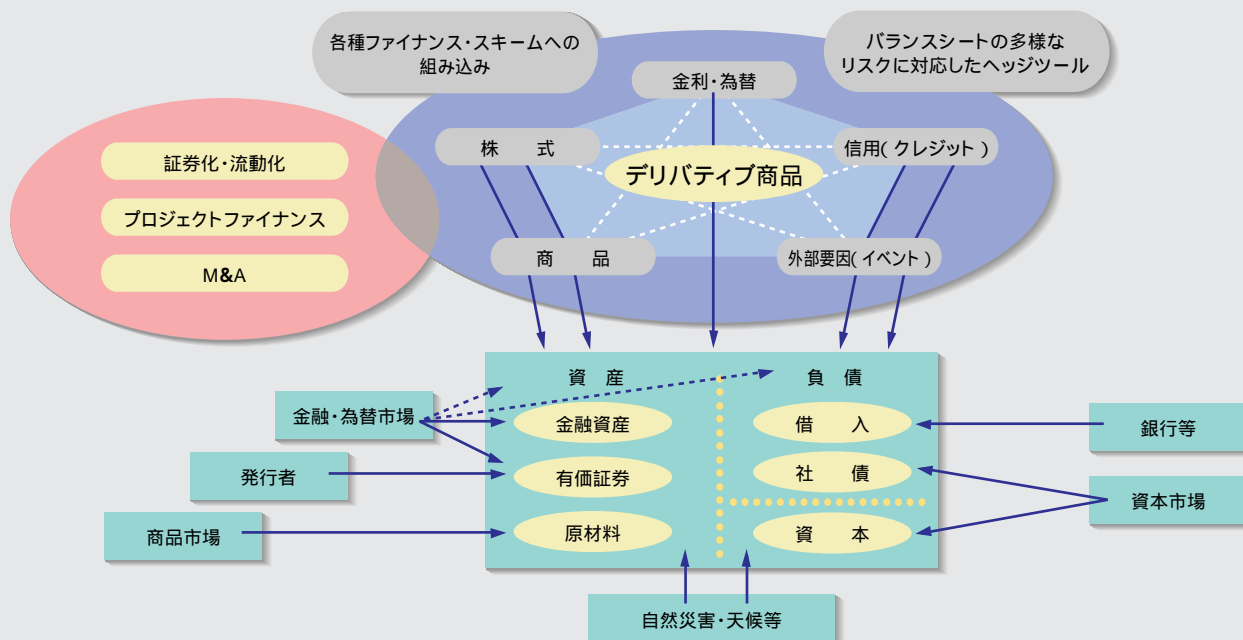 各種ファイナンス・スキームへの
組み込み
バランスシートの多様な
リスクに対応したヘッジツール
金利・為替
株 式
信用(クレジット)
デリバティブ商品
商 品
外部要因(イベント)
証券化・流動化
プロジェクトファイナンス
M&A
資 産
負 債
金融・為替市場
金融資産
借 入
銀行等
発行者
有価証券
社 債
資本市場
商品市場
原材料
資 本
自然災害・天候等